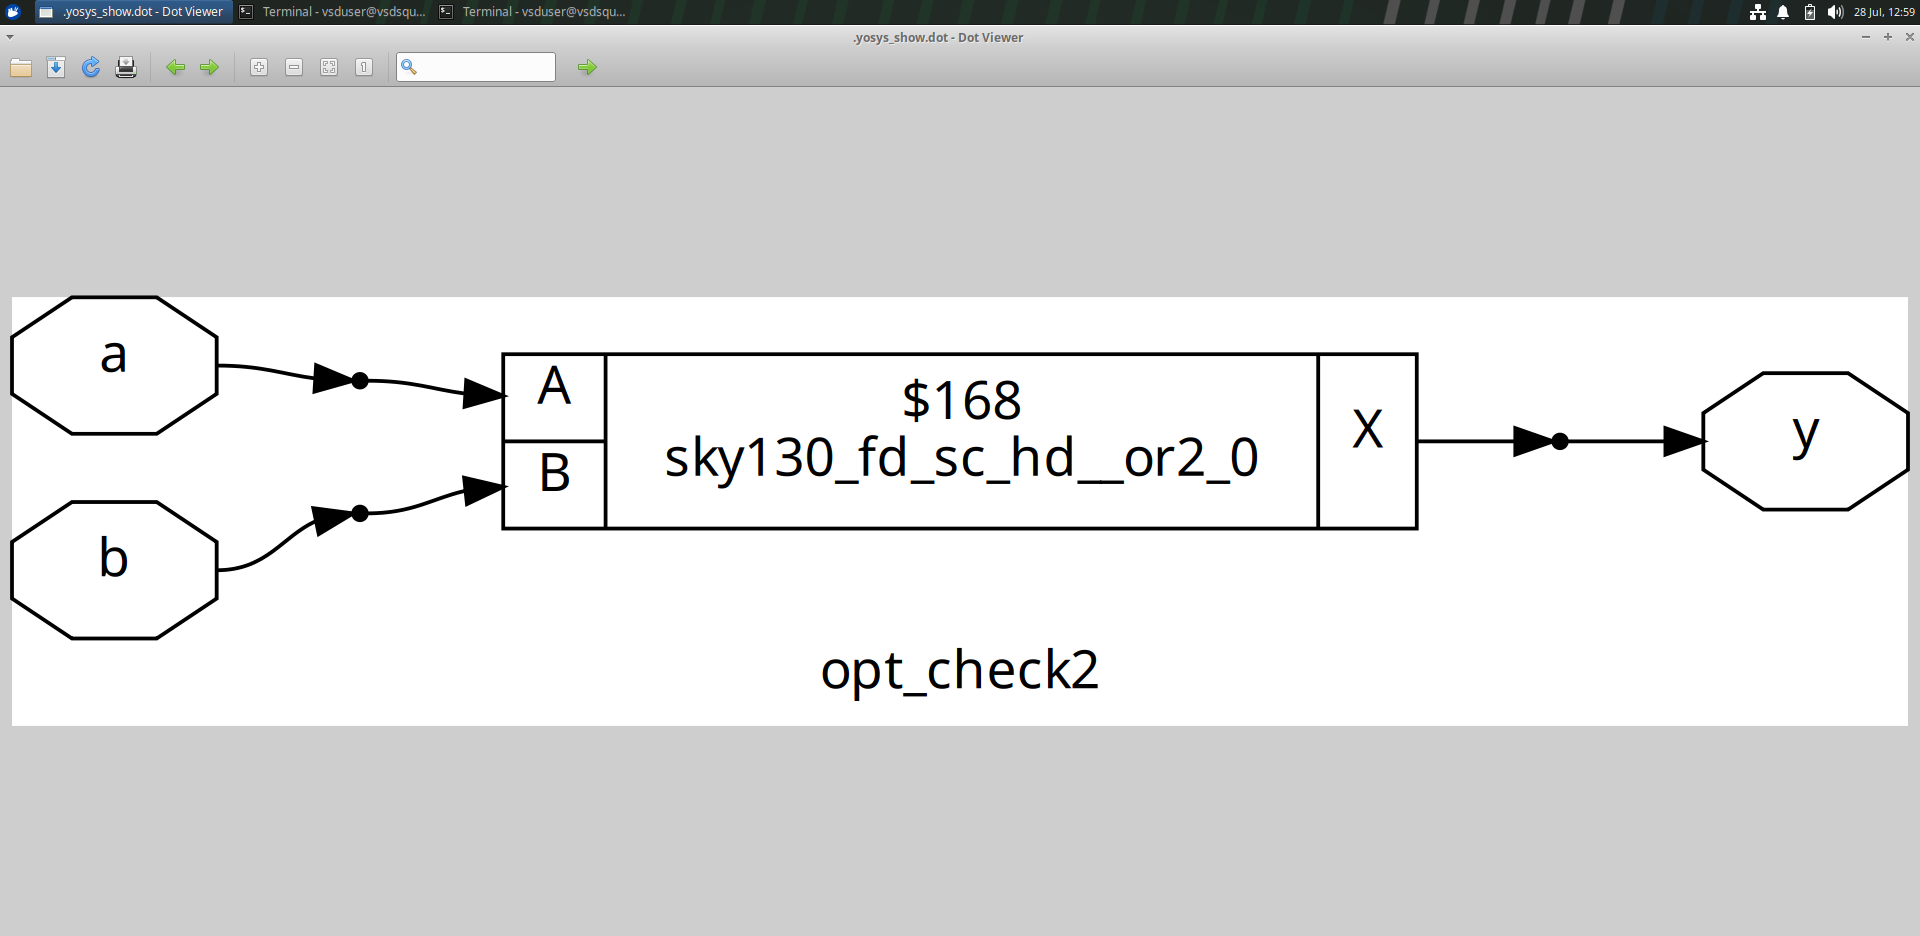 .yosys_show.dot - Dot Viewer
Terminal - vsduser@vsdsqu...
Terminal - vsduser@vsdsqu...
28 Jul, 12:59
.yosys_show.dot - Dot Viewer
1
a
b
A
B
$168
sky130_fd_sc_hd__or2_0
X
y
opt_check2